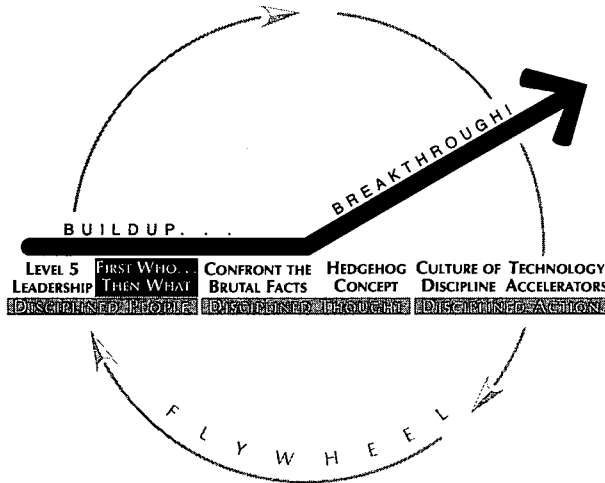 BREAKTHROUGH!
BUILDUP...
LEVEL 5 LEADERSHIP
FIRST WHO... THEN WHAT
CONFRONT THE BRUTAL FACTS
HEDGEHOG CONCEPT
CULTURE OF DISCIPLINE
TECHNOLOGY ACCELERATORS
DISCIPLINED PEOPLE
DISCIPLINED THOUGHT
DISCIPLINED ACTION
FLYWHEEL